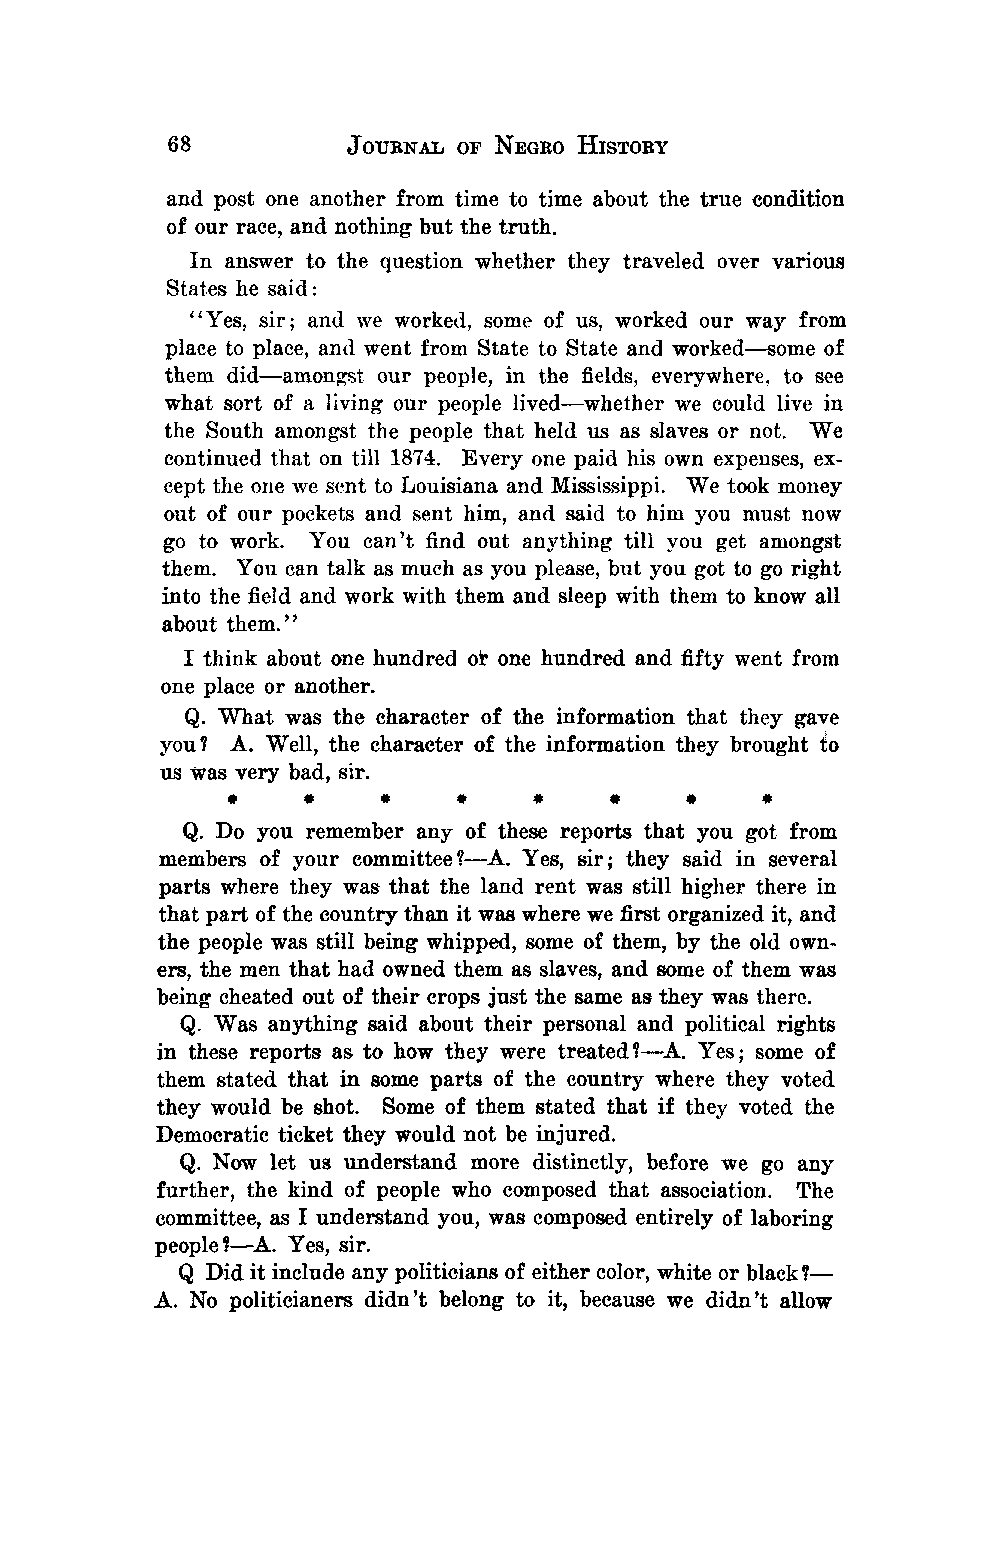 68 JOURNAL OF NEGRO HISTORY
and post one another from time to time about the true condition
of our race, and nothing but the truth.
In answer to the question whether they traveled over various
States he said:
“Yes, sir; and we worked, some of us, worked our way from
place to place, and went from State to State and worked—some of
them did—amongst our people, in the fields, everywhere, to see
what sort of a living our people lived—whether we could live in
the South amongst the people that held us as slaves or not. We
continued that on till 1874. Every one paid his own expenses, ex-
cept the one we sent to Louisiana and Mississippi. We took money
out of our pockets and sent him, and said to him you must now
go to work. You can't find out anything till you get amongst
them. You can talk as much as you please, but you got to go right
into the field and work with them and sleep with them to know all
about them.”
I think about one hundred or one hundred and fifty went from
one place or another.
Q. What was the character of the information that they gave
you? A. Well, the character of the information they brought to
us was very bad, sir.
* * * * * * * *
Q. Do you remember any of these reports that you got from
members of your committee?—A. Yes, sir; they said in several
parts where they was that the land rent was still higher there in
that part of the country than it was where we first organized it, and
the people was still being whipped, some of them, by the old own-
ers, the men that had owned them as slaves, and some of them was
being cheated out of their crops just the same as they was there.
Q. Was anything said about their personal and political rights
in these reports as to how they were treated?—A. Yes; some of
them stated that in some parts of the country where they voted
they would be shot. Some of them stated that if they voted the
Democratic ticket they would not be injured.
Q. Now let us understand more distinctly, before we go any
further, the kind of people who composed that association. The
committee, as I understand you, was composed entirely of laboring
people?—A. Yes, sir.
Q Did it include any politicians of either color, white or black?—
A. No politicianers didn't belong to it, because we didn't allow